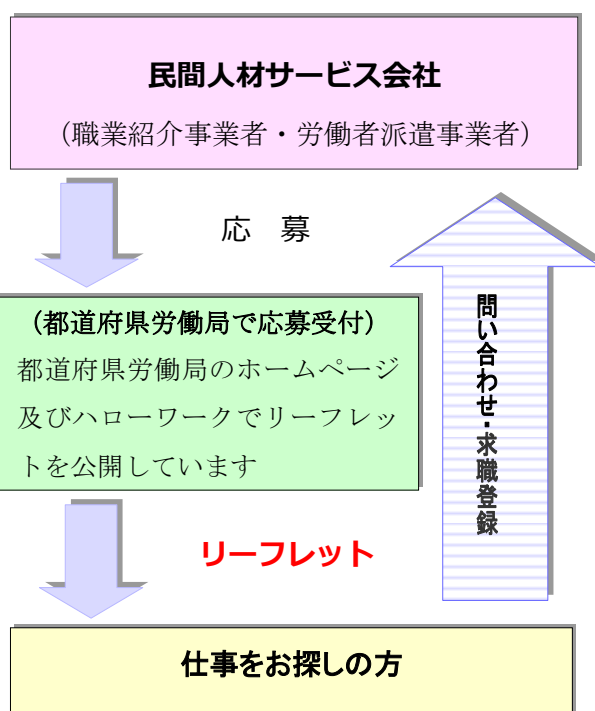 民間人材サービス会社
（職業紹介事業者・労働者派遣事業者）
応　募
（都道府県労働局で応募受付）
都道府県労働局のホームページ
及びハローワークでリーフレッ
トを公開しています
問い合わせ・求職登録
リーフレット
仕事をお探しの方